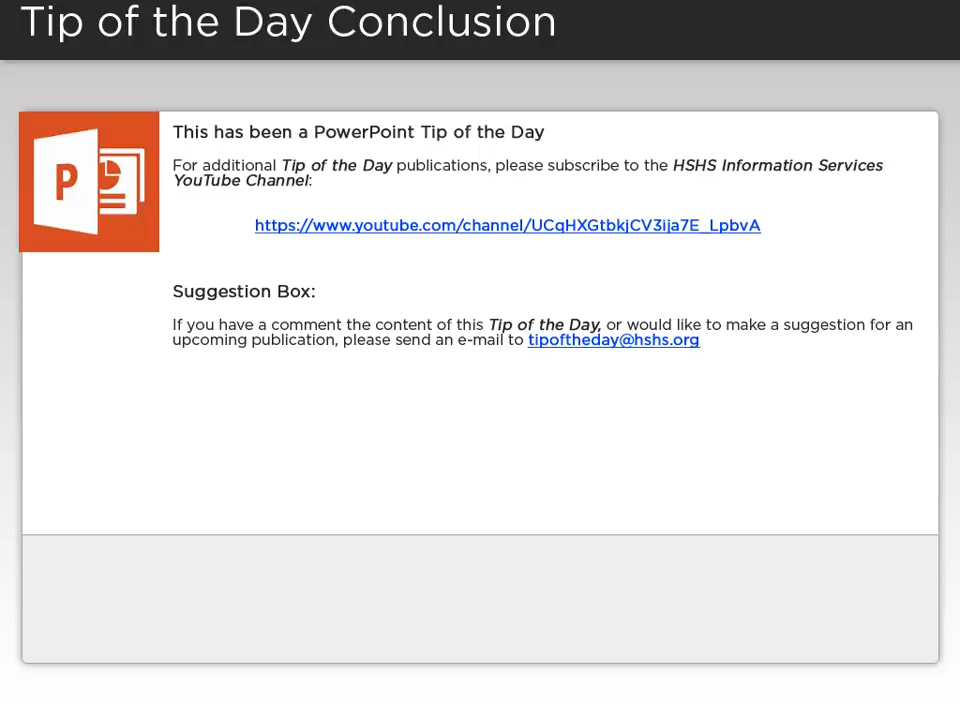 Tip of the Day Conclusion
This has been a PowerPoint Tip of the Day
For additional Tip of the Day publications, please subscribe to the HSHS Information Services
YouTube Channel:
https://www.youtube.com/channel/UCqHXGtbkjCV3ija7E_LpbvA
Suggestion Box:
If you have a comment the content of this Tip of the Day, or would like to make a suggestion for an
upcoming publication, please send an e-mail to tipoftheday@hshs.org
P